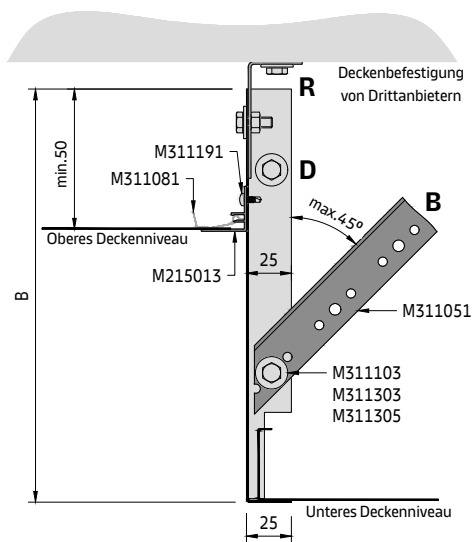 Deckenbefestigung
von Drittanbietern
R
min.50
M311191
D
M311081
max.45°
B
Oberes Deckenniveau
M215013
25
B
M311051
M311103
M311303
M311305
Unteres Deckenniveau
25